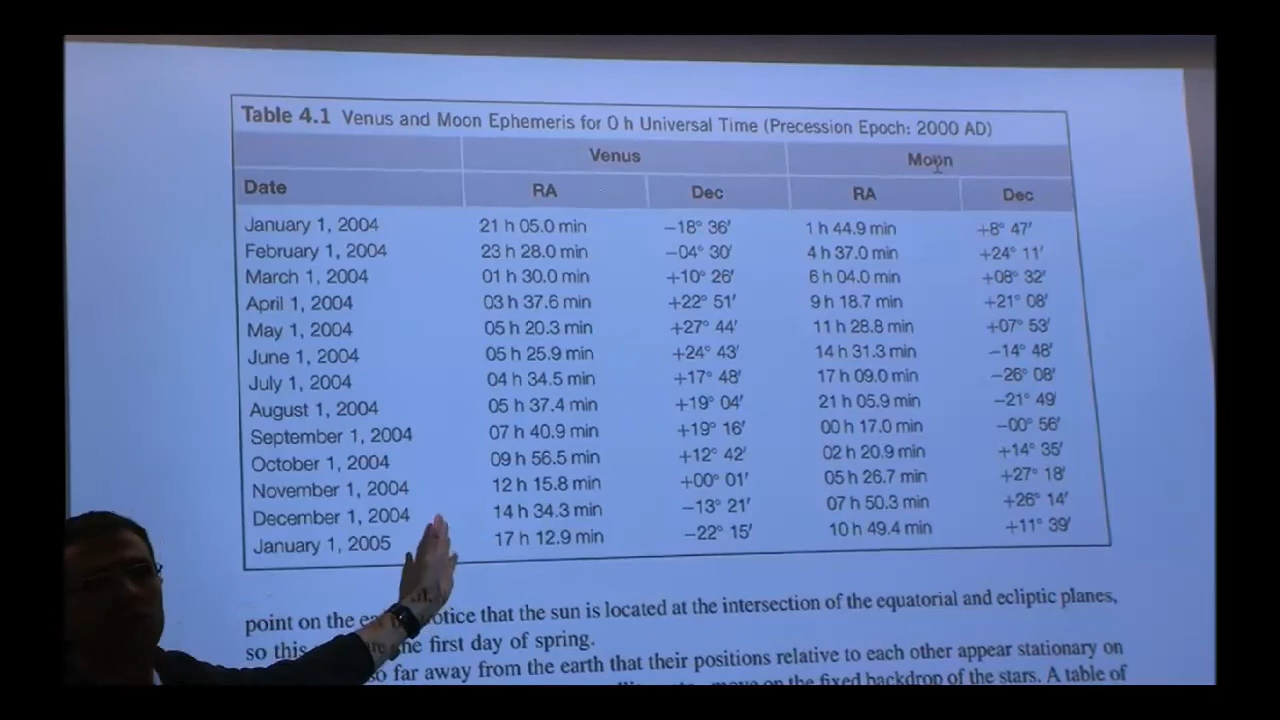 Table 4.1 Venus and Moon Ephemeris for 0 h Universal Time (Precession Epoch: 2000 AD)
Venus Moon
Date RA Dec RA Dec
January 1, 2004 21 h 05.0 min −18° 36′ 1 h 44.9 min +8° 47′
February 1, 2004 23 h 28.0 min −04° 30′ 4 h 37.0 min +24° 11′
March 1, 2004 01 h 30.0 min +10° 26′ 6 h 04.0 min +08° 32′
April 1, 2004 03 h 37.6 min +22° 51′ 9 h 18.7 min +21° 08′
May 1, 2004 05 h 20.3 min +27° 44′ 11 h 28.8 min +07° 53′
June 1, 2004 05 h 25.9 min +24° 43′ 14 h 31.3 min −14° 48′
July 1, 2004 04 h 34.5 min +17° 48′ 17 h 09.0 min −26° 08′
August 1, 2004 05 h 37.4 min +19° 04′ 21 h 05.9 min −21° 49′
September 1, 2004 07 h 40.9 min +19° 16′ 00 h 17.0 min −00° 56′
October 1, 2004 09 h 56.5 min +12° 42′ 02 h 20.9 min +14° 35′
November 1, 2004 12 h 15.8 min +00° 01′ 05 h 26.7 min +27° 18′
December 1, 2004 14 h 34.3 min −13° 21′ 07 h 50.3 min +26° 14′
January 1, 2005 17 h 12.9 min −22° 15′ 10 h 49.4 min +11° 39′
point on the that the sun is located at the intersection of the equatorial and ecliptic planes,
so this the first day of spring.
so far away from the earth that their positions relative to each other appear stationary on
move on the fixed backdrop of the stars. A table of